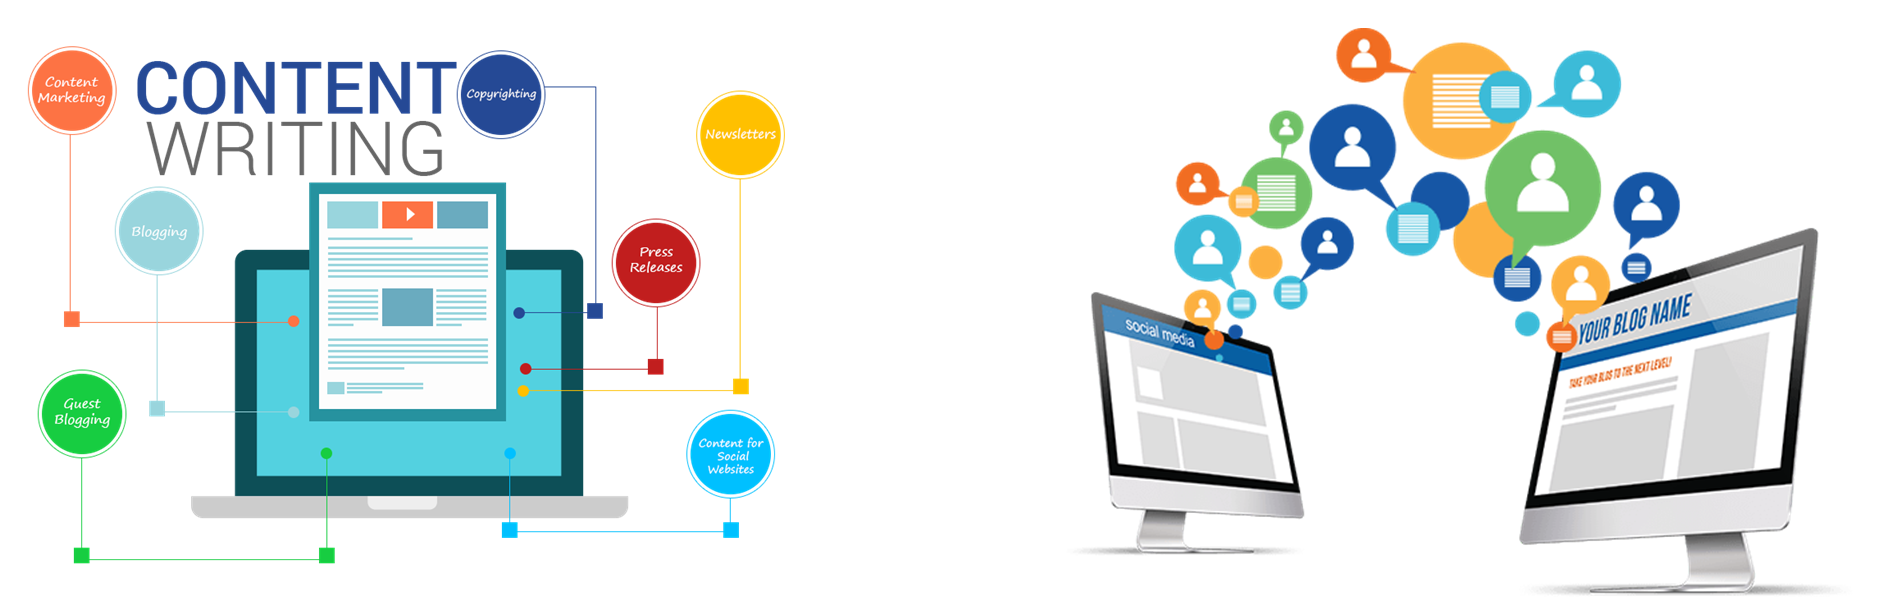 CONTENT
WRITING
Content
Marketing
Copyrighting
Newsletters
Blogging
Press
Releases
Guest
Blogging
Content for
Social
Websites
social media
YOUR BLOG NAME
TAKE YOUR BLOG TO THE NEXT LEVEL!